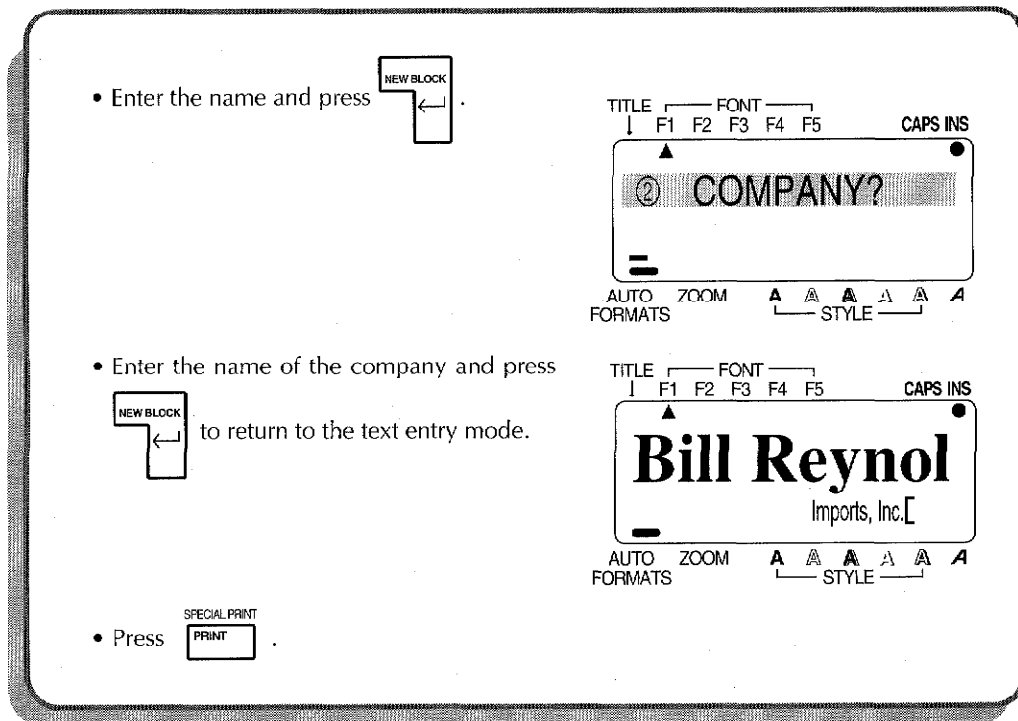 • Enter the name and press NEW BLOCK ↵ .
TITLE FONT
F1 F2 F3 F4 F5 CAPS INS
② COMPANY?
AUTO FORMATS ZOOM A A A A A A
STYLE
• Enter the name of the company and press
NEW BLOCK ↵ to return to the text entry mode.
TITLE FONT
F1 F2 F3 F4 F5 CAPS INS
Bill Reynol
Imports, Inc.
AUTO FORMATS ZOOM A A A A A A
STYLE
SPECIAL PRINT
• Press PRINT .